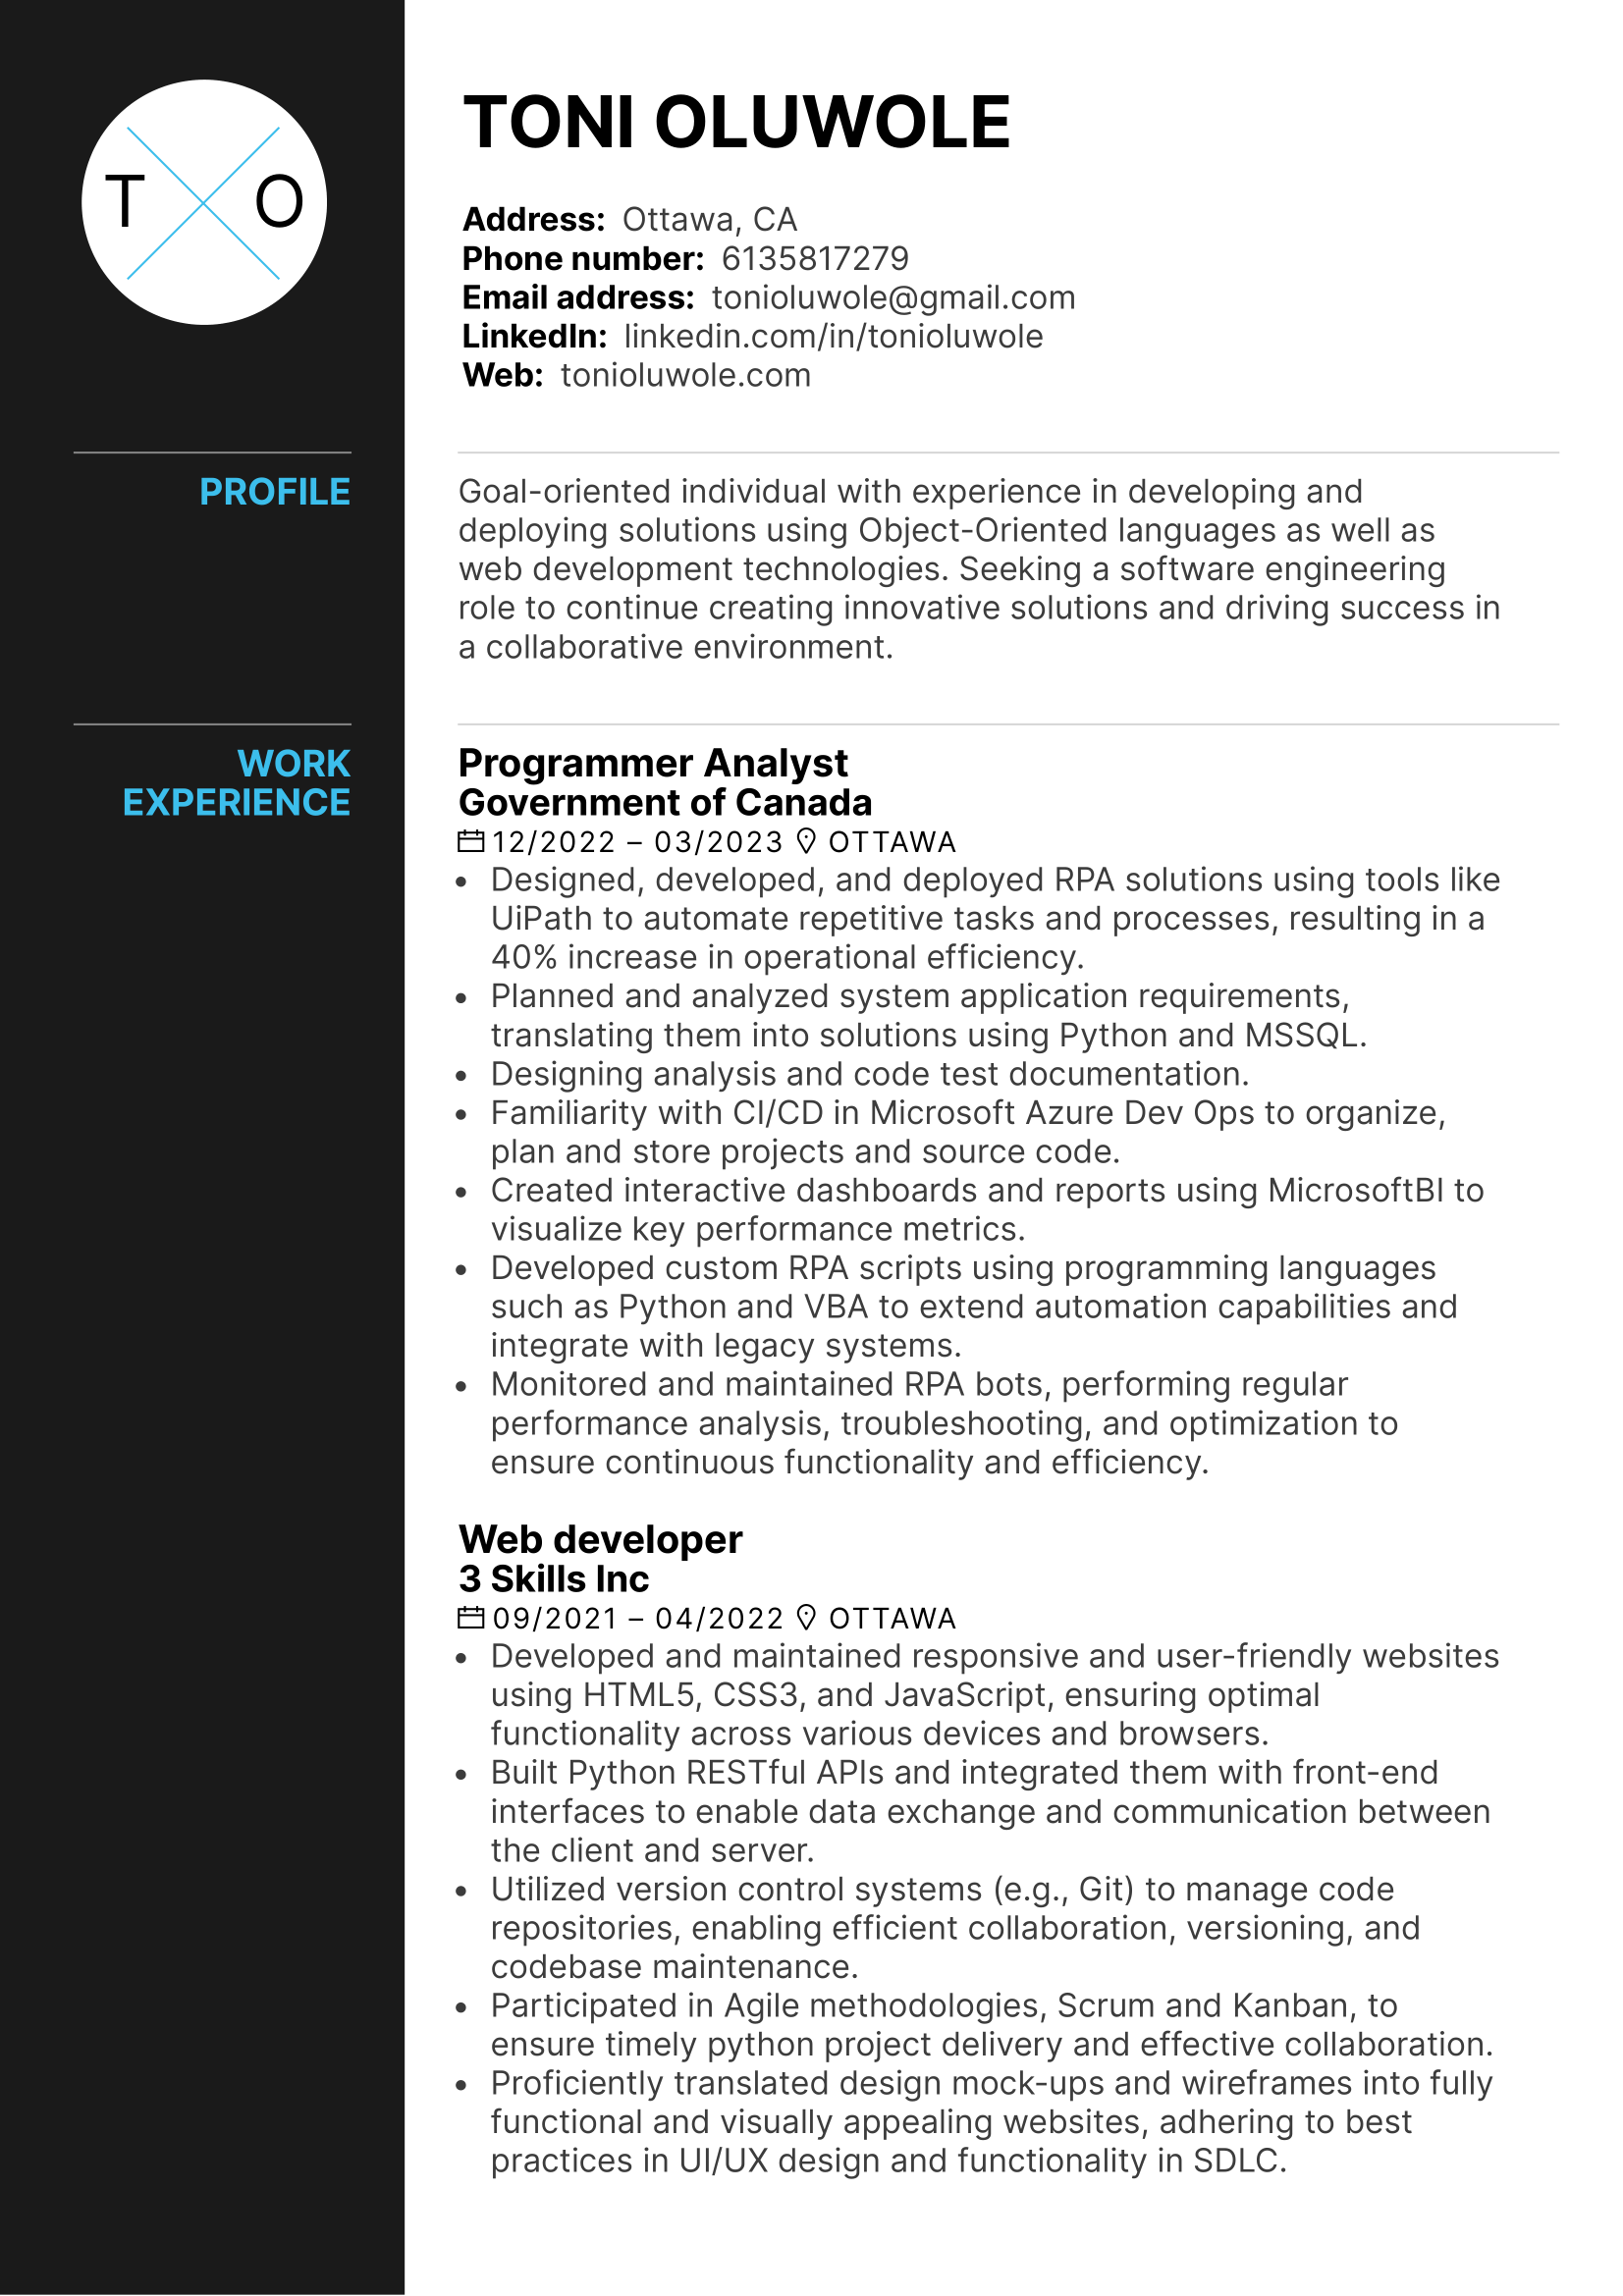 T O
TONI OLUWOLE
Address: Ottawa, CA
Phone number: 6135817279
Email address: tonioluwole@gmail.com
LinkedIn: linkedin.com/in/tonioluwole
Web: tonioluwole.com
PROFILE
Goal-oriented individual with experience in developing and
deploying solutions using Object-Oriented languages as well as
web development technologies. Seeking a software engineering
role to continue creating innovative solutions and driving success in
a collaborative environment.
WORK
EXPERIENCE
Programmer Analyst
Government of Canada
12/2022 – 03/2023 OTTAWA
• Designed, developed, and deployed RPA solutions using tools like
UiPath to automate repetitive tasks and processes, resulting in a
40% increase in operational efficiency.
• Planned and analyzed system application requirements,
translating them into solutions using Python and MSSQL.
• Designing analysis and code test documentation.
• Familiarity with CI/CD in Microsoft Azure Dev Ops to organize,
plan and store projects and source code.
• Created interactive dashboards and reports using MicrosoftBI to
visualize key performance metrics.
• Developed custom RPA scripts using programming languages
such as Python and VBA to extend automation capabilities and
integrate with legacy systems.
• Monitored and maintained RPA bots, performing regular
performance analysis, troubleshooting, and optimization to
ensure continuous functionality and efficiency.
Web developer
3 Skills Inc
09/2021 – 04/2022 OTTAWA
• Developed and maintained responsive and user-friendly websites
using HTML5, CSS3, and JavaScript, ensuring optimal
functionality across various devices and browsers.
• Built Python RESTful APIs and integrated them with front-end
interfaces to enable data exchange and communication between
the client and server.
• Utilized version control systems (e.g., Git) to manage code
repositories, enabling efficient collaboration, versioning, and
codebase maintenance.
• Participated in Agile methodologies, Scrum and Kanban, to
ensure timely python project delivery and effective collaboration.
• Proficiently translated design mock-ups and wireframes into fully
functional and visually appealing websites, adhering to best
practices in UI/UX design and functionality in SDLC.